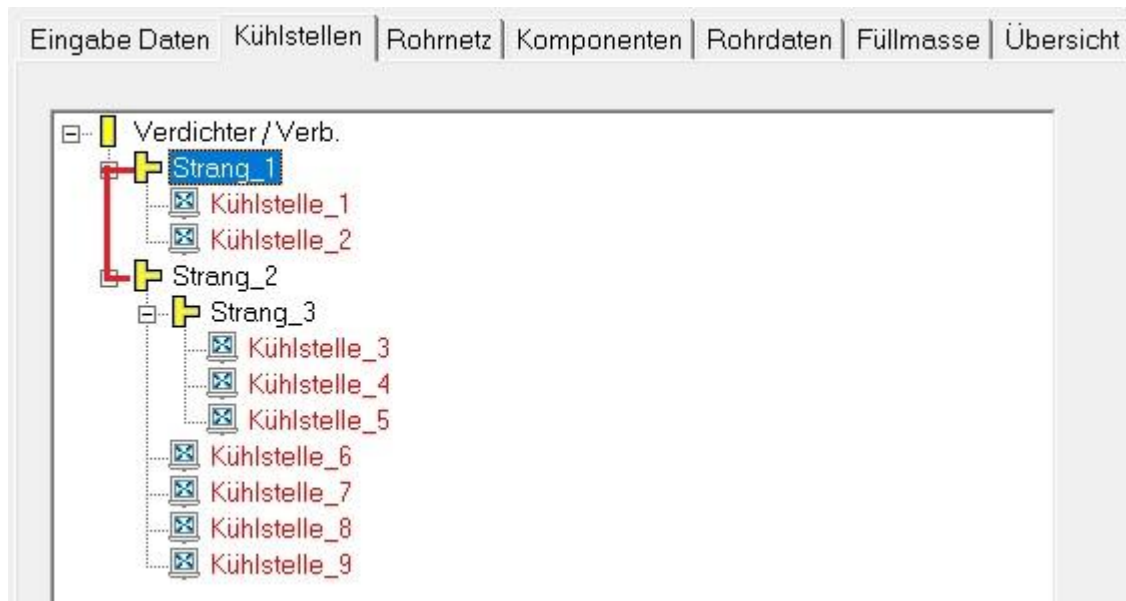 Eingabe Daten Kühlstellen Rohrnetz Komponenten Rohrdaten Füllmasse Übersicht
Verdichter / Verb.
Strang_1
Kühlstelle_1
Kühlstelle_2
Strang_2
Strang_3
Kühlstelle_3
Kühlstelle_4
Kühlstelle_5
Kühlstelle_6
Kühlstelle_7
Kühlstelle_8
Kühlstelle_9